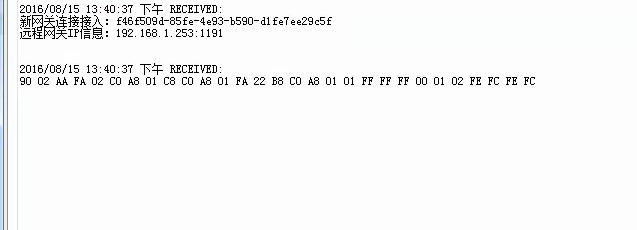 2016/08/15 13:40:37 下午 RECEIVED:
新网关连接接入: f46f509d-85fe-4e93-b590-d1fe7ee29c5f
远程网关IP信息: 192.168.1.253:1191
2016/08/15 13:40:37 下午 RECEIVED:
90 02 AA FA 02 C0 A8 01 C8 C0 A8 01 FA 22 B8 C0 A8 01 01 FF FF FF 00 01 02 FE FC FE FC